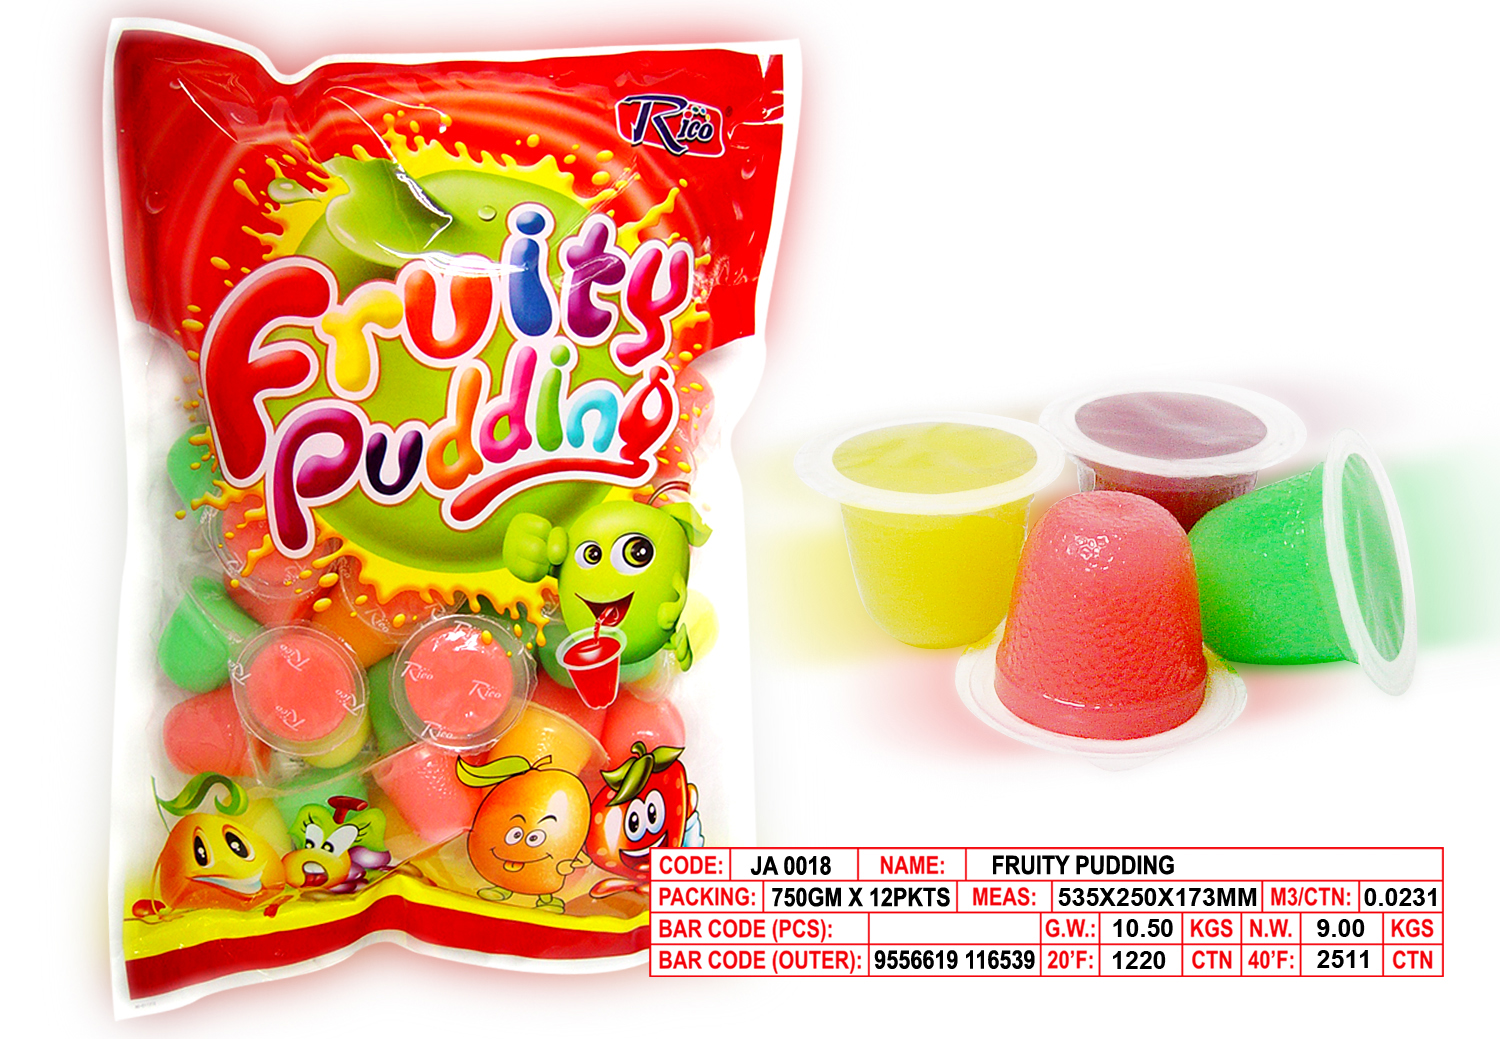 Rico
Fruity
Pudding
Rico
Rico
Rico
Rico
Rico
Rico
CODE: JA 0018 NAME: FRUITY PUDDING
PACKING: 750GM X 12PKTS MEAS: 535X250X173MM M3/CTN: 0.0231
BAR CODE (PCS): G.W.: 10.50 KGS N.W. 9.00 KGS
BAR CODE (OUTER): 9556619 116539 20'F: 1220 CTN 40'F: 2511 CTN